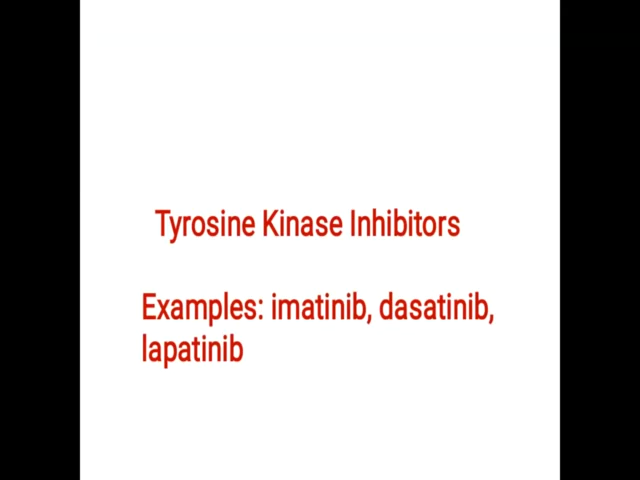 Tyrosine Kinase Inhibitors
Examples: imatinib, dasatinib,
lapatinib